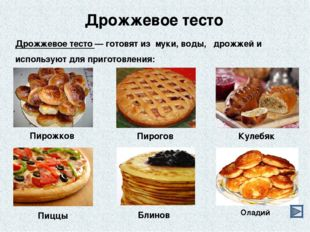 Дрожжевое тесто
Дрожжевое тесто — готовят из муки, воды, дрожжей и
используют для приготовления:
Пирожков
Пирогов
Кулебяк
Пиццы
Блинов
Оладий